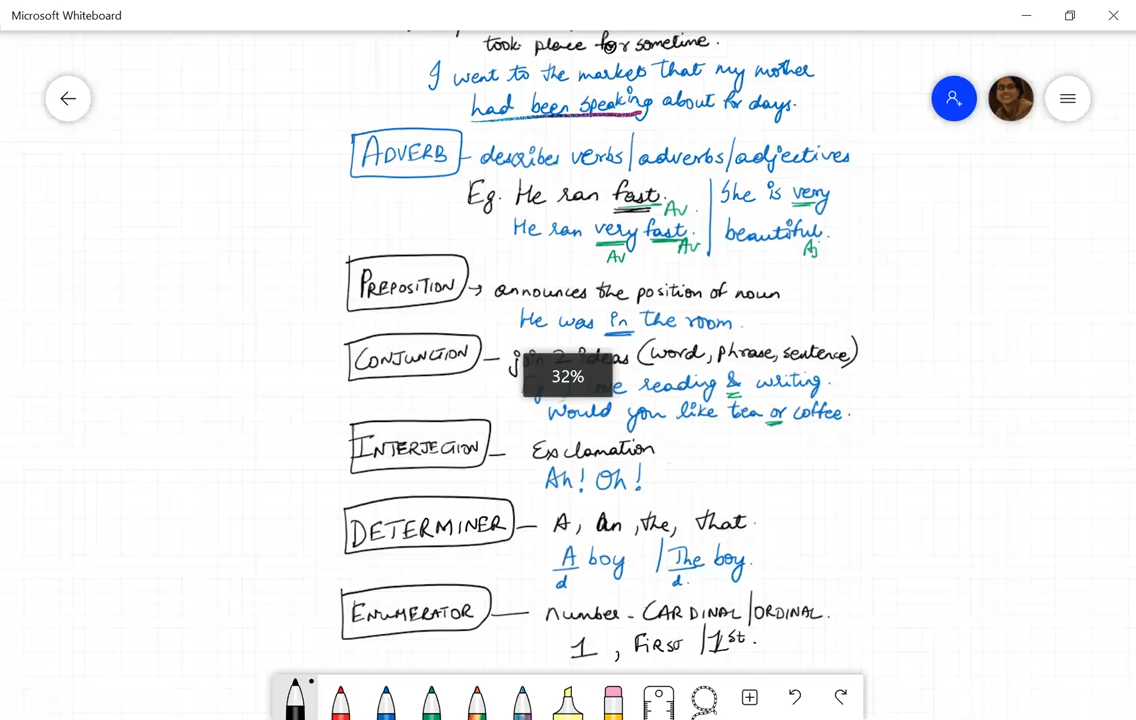 Microsoft Whiteboard
took place for sometime.
I went to the market that my mother
had been speaking about for days.
ADVERB - describes verbs/adverbs/adjectives
Eg. He ran fast. | She is very
Av
He ran very fast. | beautiful.
Av Av Aj
PREPOSITION → announces the position of noun
He was in the room.
CONJUNCTION - join 2 ideas (word, phrase, sentence)
32%
reading & writing.
Would you like tea or coffee.
INTERJECTION - Exclamation
Ah! Oh!
DETERMINER - A, An, the, that.
A boy / The boy.
d d.
ENUMERATOR - number - CARDINAL/ORDINAL.
1, FIRST /1st.